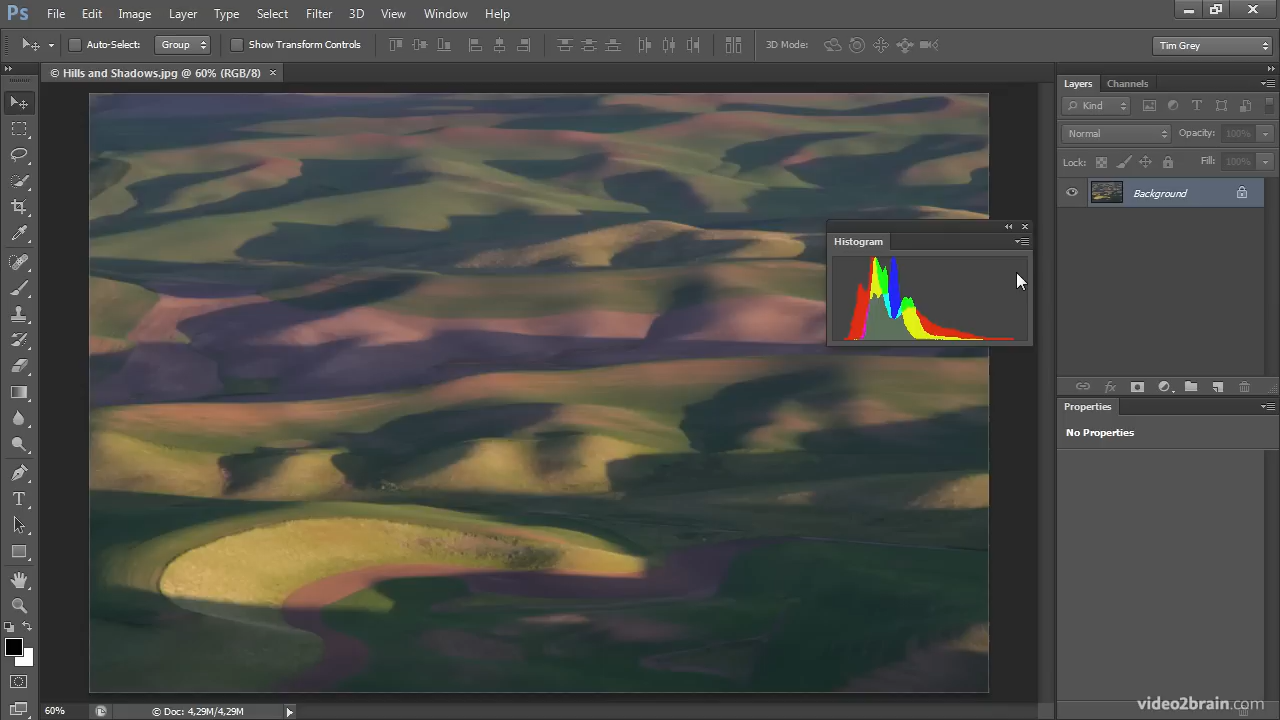 Ps File Edit Image Layer Type Select Filter 3D View Window Help
Auto-Select: Group Show Transform Controls 3D Mode: Tim Grey
© Hills and Shadows.jpg @ 60% (RGB/8) ×
Layers Channels
Kind
Normal Opacity: 100%
Lock: Fill: 100%
Background
Histogram
Properties
No Properties
60% © Doc: 4,29M/4,29M
video2brain.com